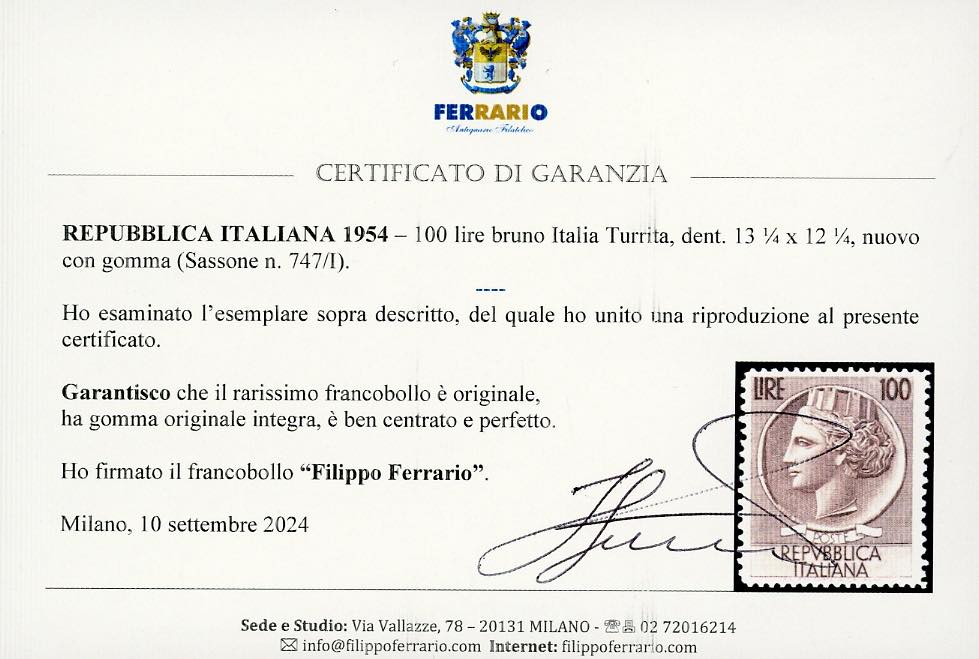 FERRARIO
Antiquario Filatelico
CERTIFICATO DI GARANZIA
REPUBBLICA ITALIANA 1954 – 100 lire bruno Italia Turrita, dent. 13 ¼ x 12 ¼, nuovo
con gomma (Sassone n. 747/I).
----
Ho esaminato l’esemplare sopra descritto, del quale ho unito una riproduzione al presente
certificato.
Garantisco che il rarissimo francobollo è originale,
ha gomma originale integra, è ben centrato e perfetto.
Ho firmato il francobollo “Filippo Ferrario”.
Milano, 10 settembre 2024
LIRE 100
POSTE
REPVBBLICA
ITALIANA
Sede e Studio: Via Vallazze, 78 – 20131 MILANO - ☏ 02 72016214
✉ info@filippoferrario.com Internet: filippoferrario.com